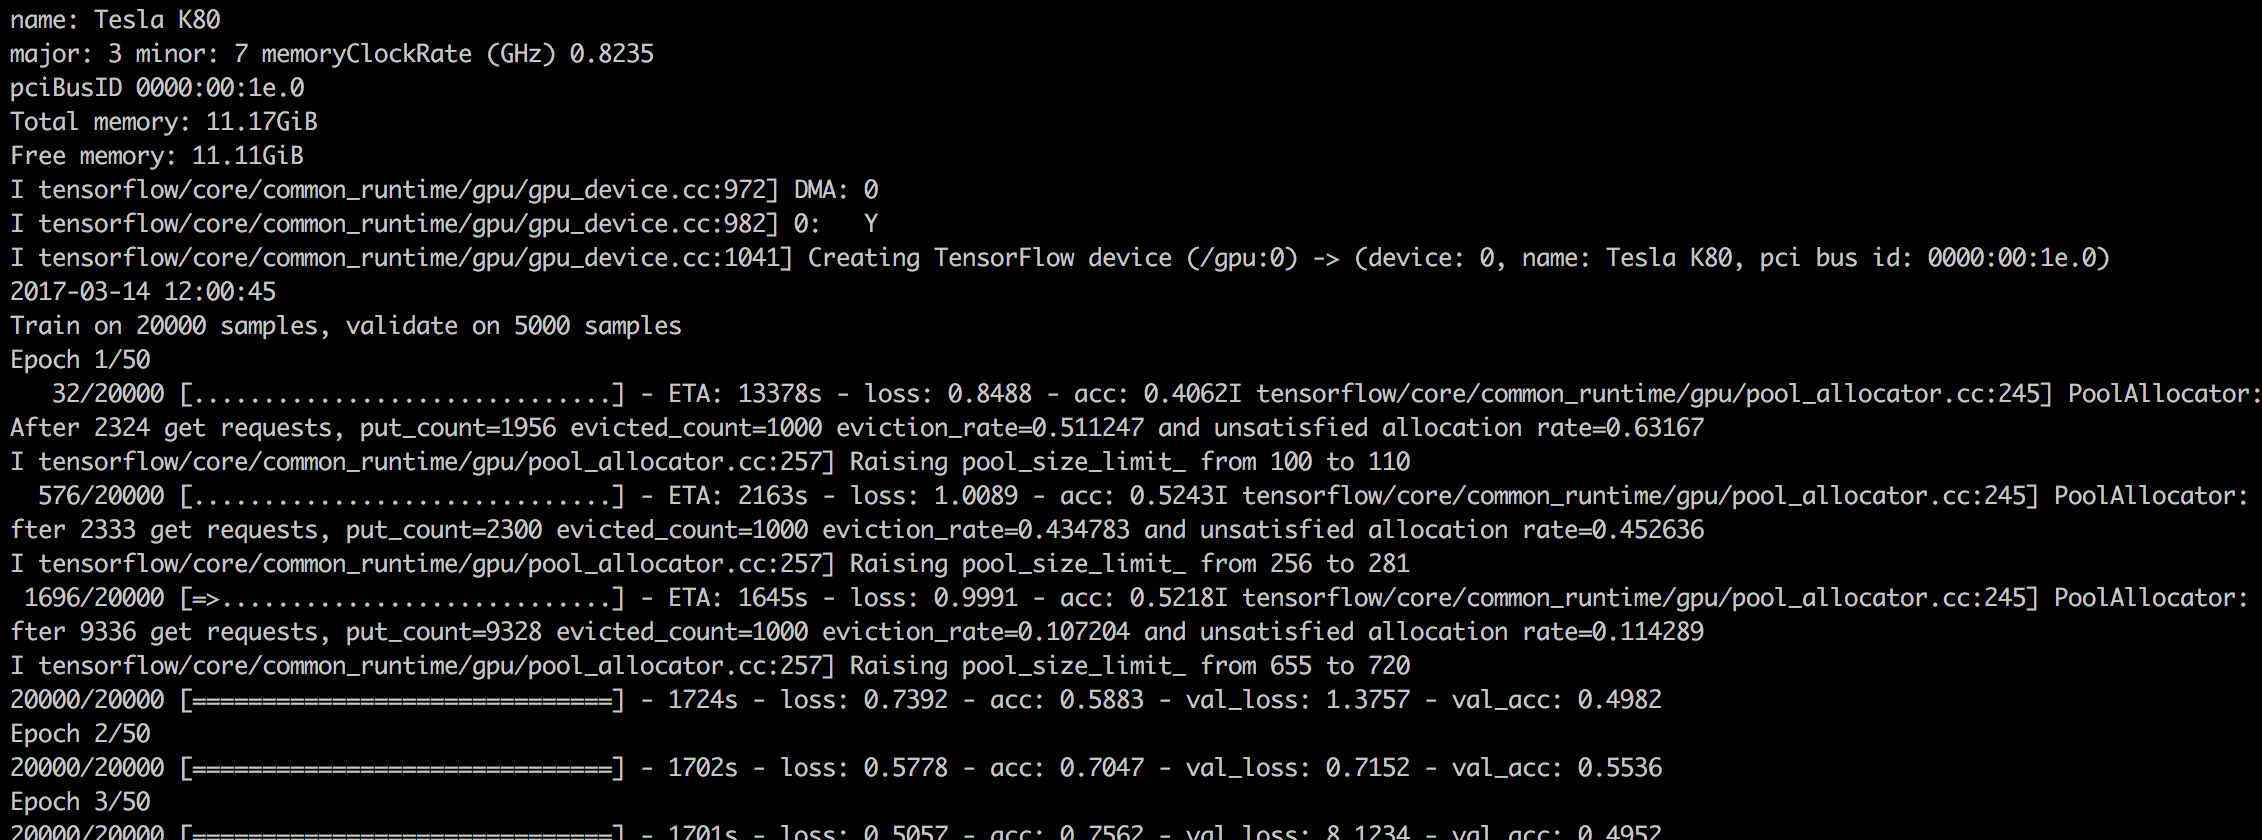 name: Tesla K80
major: 3 minor: 7 memoryClockRate (GHz) 0.8235
pciBusID 0000:00:1e.0
Total memory: 11.17GiB
Free memory: 11.11GiB
I tensorflow/core/common_runtime/gpu/gpu_device.cc:972] DMA: 0
I tensorflow/core/common_runtime/gpu/gpu_device.cc:982] 0:   Y
I tensorflow/core/common_runtime/gpu/gpu_device.cc:1041] Creating TensorFlow device (/gpu:0) -> (device: 0, name: Tesla K80, pci bus id: 0000:00:1e.0)
2017-03-14 12:00:45
Train on 20000 samples, validate on 5000 samples
Epoch 1/50
   32/20000 [..............................] - ETA: 13378s - loss: 0.8488 - acc: 0.4062I tensorflow/core/common_runtime/gpu/pool_allocator.cc:245] PoolAllocator:
After 2324 get requests, put_count=1956 evicted_count=1000 eviction_rate=0.511247 and unsatisfied allocation rate=0.63167
I tensorflow/core/common_runtime/gpu/pool_allocator.cc:257] Raising pool_size_limit_ from 100 to 110
  576/20000 [..............................] - ETA: 2163s - loss: 1.0089 - acc: 0.5243I tensorflow/core/common_runtime/gpu/pool_allocator.cc:245] PoolAllocator:
fter 2333 get requests, put_count=2300 evicted_count=1000 eviction_rate=0.434783 and unsatisfied allocation rate=0.452636
I tensorflow/core/common_runtime/gpu/pool_allocator.cc:257] Raising pool_size_limit_ from 256 to 281
 1696/20000 [=>............................] - ETA: 1645s - loss: 0.9991 - acc: 0.5218I tensorflow/core/common_runtime/gpu/pool_allocator.cc:245] PoolAllocator:
fter 9336 get requests, put_count=9328 evicted_count=1000 eviction_rate=0.107204 and unsatisfied allocation rate=0.114289
I tensorflow/core/common_runtime/gpu/pool_allocator.cc:257] Raising pool_size_limit_ from 655 to 720
20000/20000 [==============================] - 1724s - loss: 0.7392 - acc: 0.5883 - val_loss: 1.3757 - val_acc: 0.4982
Epoch 2/50
20000/20000 [==============================] - 1702s - loss: 0.5778 - acc: 0.7047 - val_loss: 0.7152 - val_acc: 0.5536
Epoch 3/50
20000/20000 [==============================] - 1701s - loss: 0.5057 - acc: 0.7562 - val_loss: 8.1234 - val_acc: 0.4952